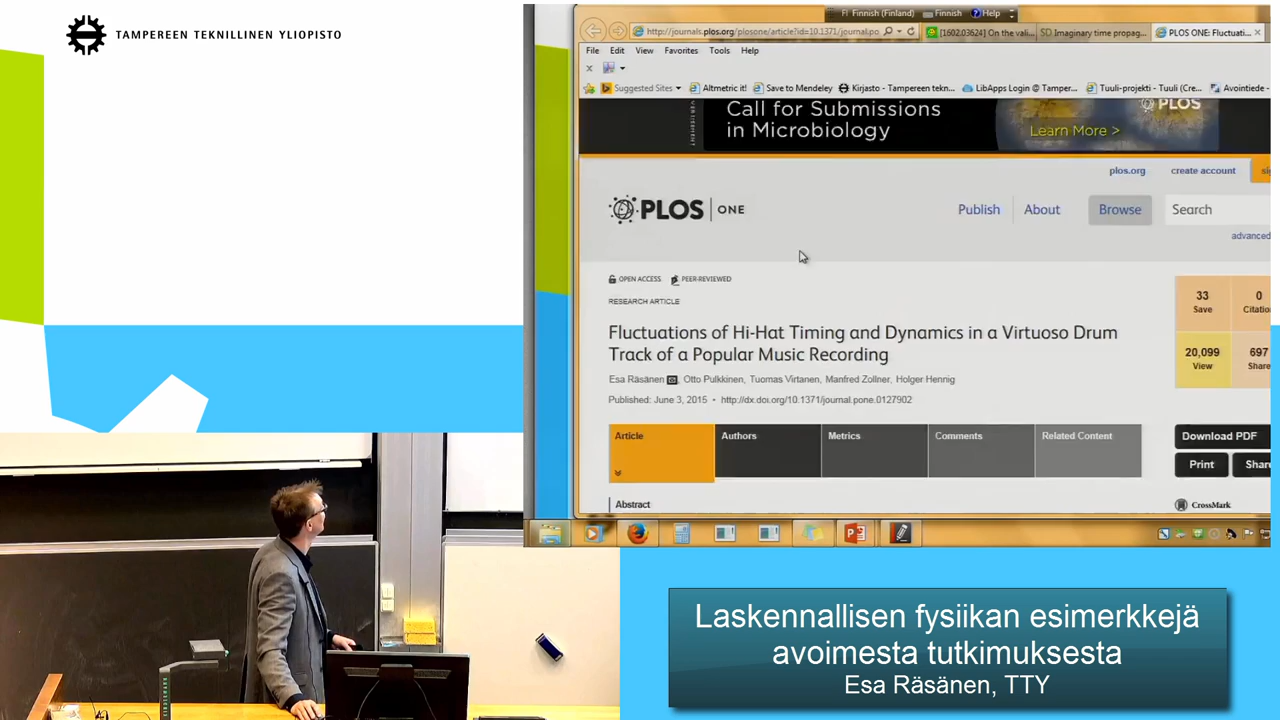 TAMPEREEN TEKNILLINEN YLIOPISTO
FI Finnish (Finland) Finnish Help
http://journals.plos.org/plosone/article?id=10.1371/journal.po
[1602.03624] On the vali...
Imaginary time propag...
PLOS ONE: Fluctuati...
File Edit View Favorites Tools Help
Suggested Sites
Altmetric it!
Save to Mendeley
Kirjasto - Tampereen tekn...
LibApps Login @ Tamper...
Tuuli-projekti - Tuuli (Cre...
Avointiede -
Call for Submissions
in Microbiology
PLOS
Learn More >
plos.org create account
PLOS ONE
Publish About Browse Search
advanced
OPEN ACCESS PEER-REVIEWED
RESEARCH ARTICLE
33
Save
0
Citatio
20,099
View
697
Share
Fluctuations of Hi-Hat Timing and Dynamics in a Virtuoso Drum
Track of a Popular Music Recording
Esa Räsänen, Otto Pulkkinen, Tuomas Virtanen, Manfred Zollner, Holger Hennig
Published: June 3, 2015 • http://dx.doi.org/10.1371/journal.pone.0127902
Article Authors Metrics Comments Related Content
Download PDF
Print Shar
Abstract
CrossMark
Laskennallisen fysiikan esimerkkejä
avoimesta tutkimuksesta
Esa Räsänen, TTY